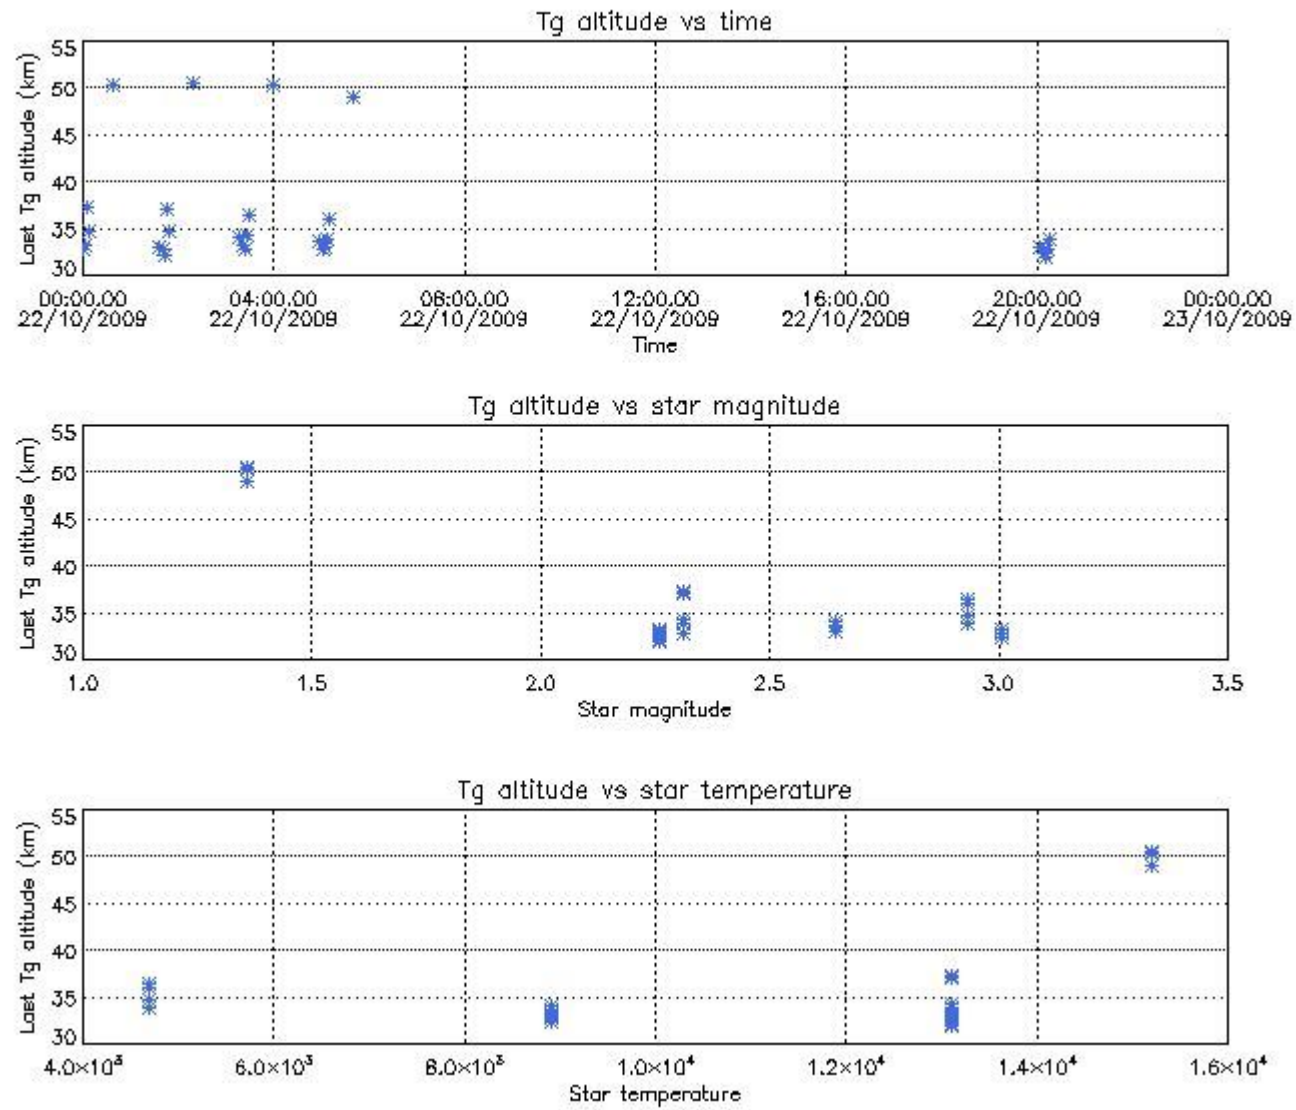 Tg altitude vs time
Last Tg altitude (km)
55
50
45
40
35
30
00:00.00 04:00.00 08:00.00 12:00.00 16:00.00 20:00.00 00:00.00
22/10/2009 22/10/2009 22/10/2009 22/10/2009 22/10/2009 22/10/2009 23/10/2009
Time
Tg altitude vs star magnitude
Last Tg altitude (km)
55
50
45
40
35
30
1.0 1.5 2.0 2.5 3.0 3.5
Star magnitude
Tg altitude vs star temperature
Last Tg altitude (km)
55
50
45
40
35
30
4.0×10³ 6.0×10³ 8.0×10³ 1.0×10⁴ 1.2×10⁴ 1.4×10⁴ 1.6×10⁴
Star temperature